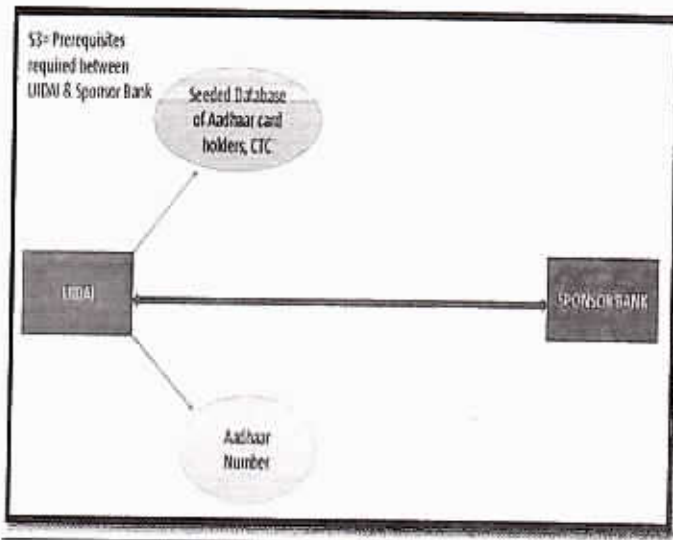 S3= Prerequisites
required between
UIDAI & Sponsor Bank
Seeded Database
of Aadhaar card
holders, CTC
UIDAI
SPONSOR BANK
Aadhaar
Number